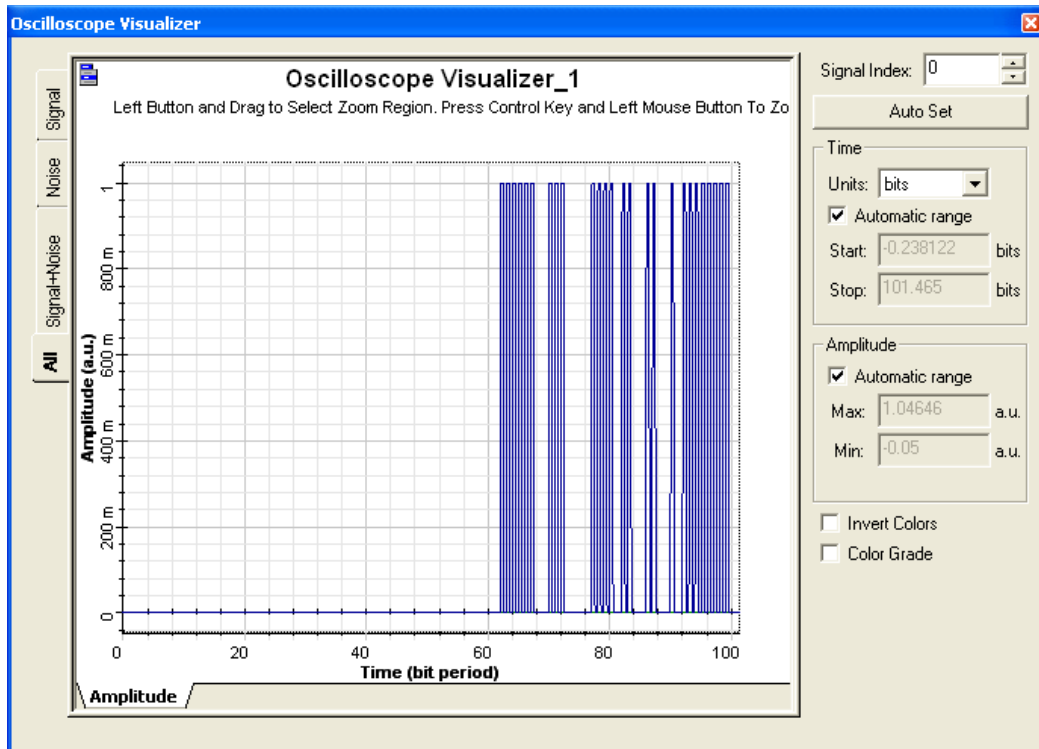 Oscilloscope Visualizer
Signal
Noise
Signal+Noise
All
Oscilloscope Visualizer_1
Left Button and Drag to Select Zoom Region. Press Control Key and Left Mouse Button To Zo
Amplitude (a.u.)
1
800 m
600 m
400 m
200 m
0
0 20 40 60 80 100
Time (bit period)
Amplitude
Signal Index: 0
Auto Set
Time
Units: bits
Automatic range
Start: -0.238122 bits
Stop: 101.465 bits
Amplitude
Automatic range
Max: 1.04646 a.u.
Min: -0.05 a.u.
Invert Colors
Color Grade